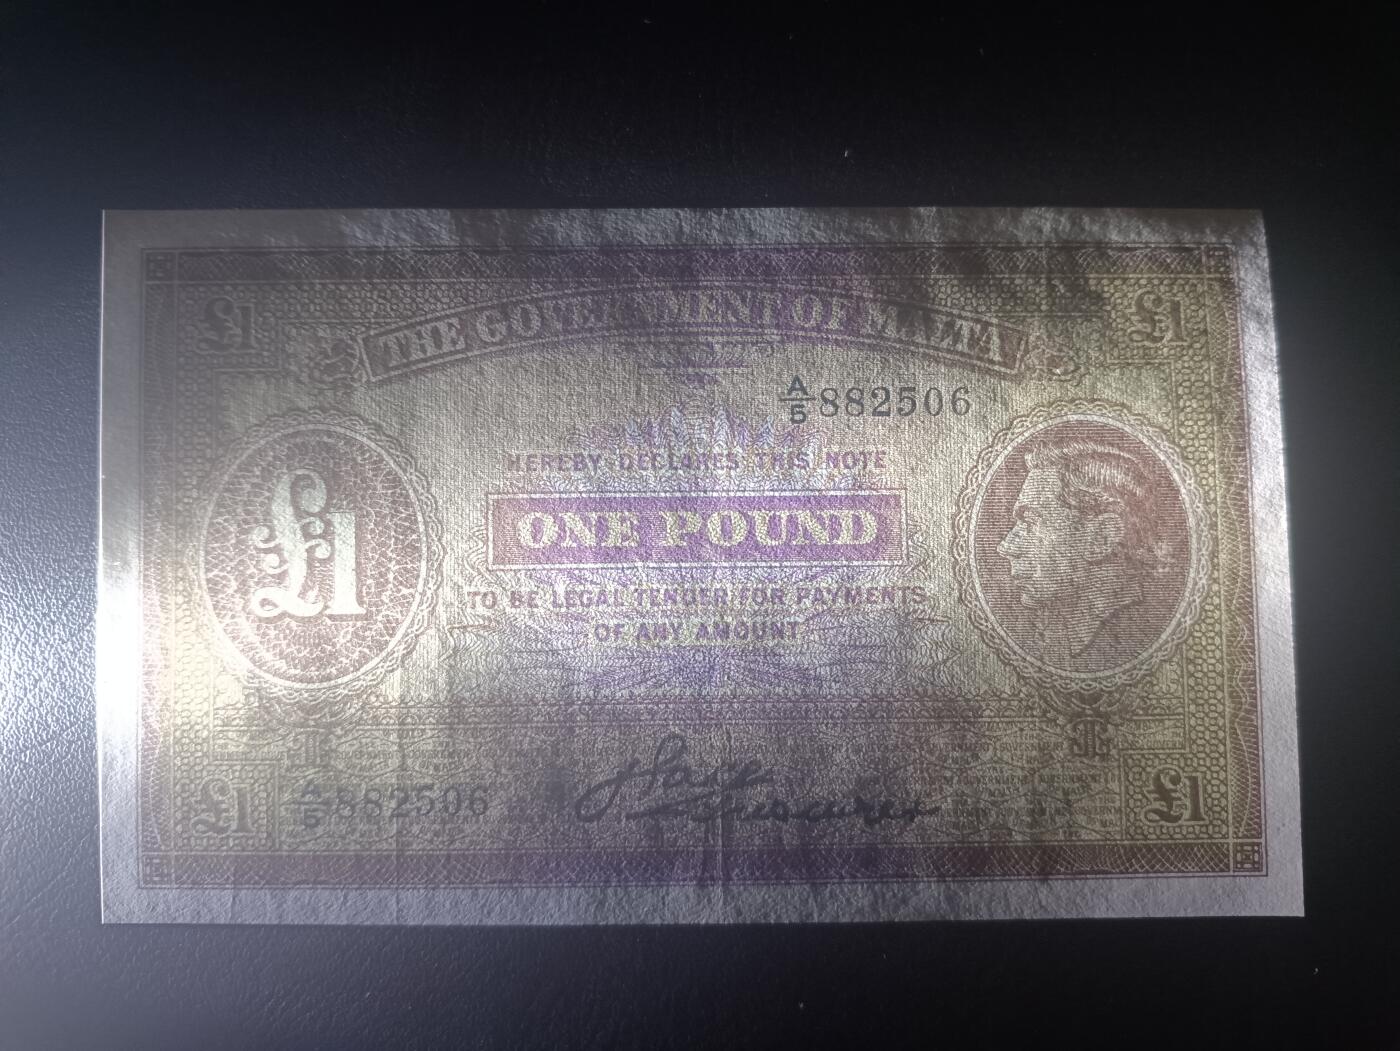 £1
£1
THE GOVERNMENT OF MALTA
A/5 882506
HEREBY DECLARES THIS NOTE
£1
ONE POUND
TO BE LEGAL TENDER FOR PAYMENTS
OF ANY AMOUNT
£1
A/5 882506
Treasurer
£1